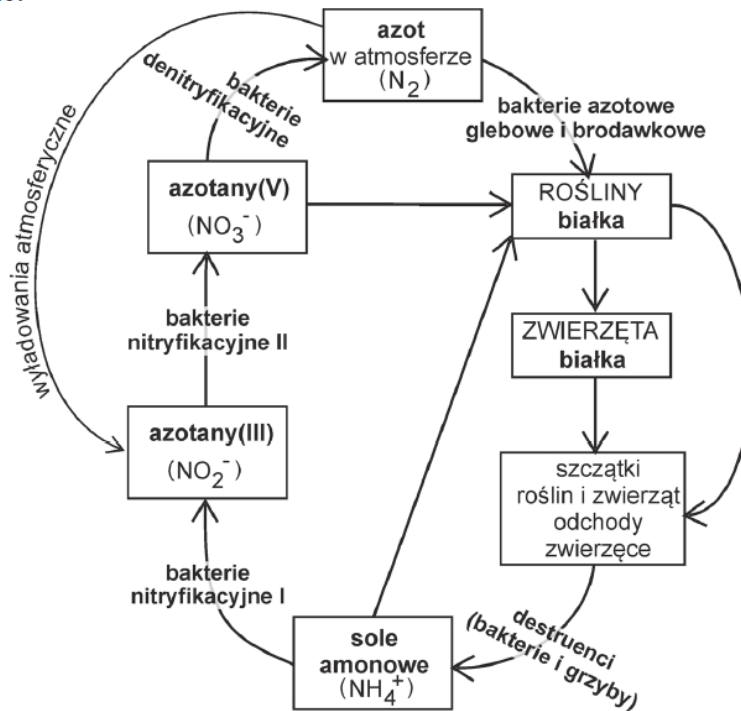 azot
w atmosferze
(N₂)
bakterie
denitryfikacyjne
bakterie azotowe
glebowe i brodawkowe
wyładowania atmosferyczne
azotany(V)
(NO₃⁻)
ROŚLINY
białka
bakterie
nitryfikacyjne II
ZWIERZĘTA
białka
azotany(III)
(NO₂⁻)
szczątki
roślin i zwierząt
odchody
zwierzęce
bakterie
nitryfikacyjne I
destruenci
(bakterie i grzyby)
sole
amonowe
(NH₄⁺)